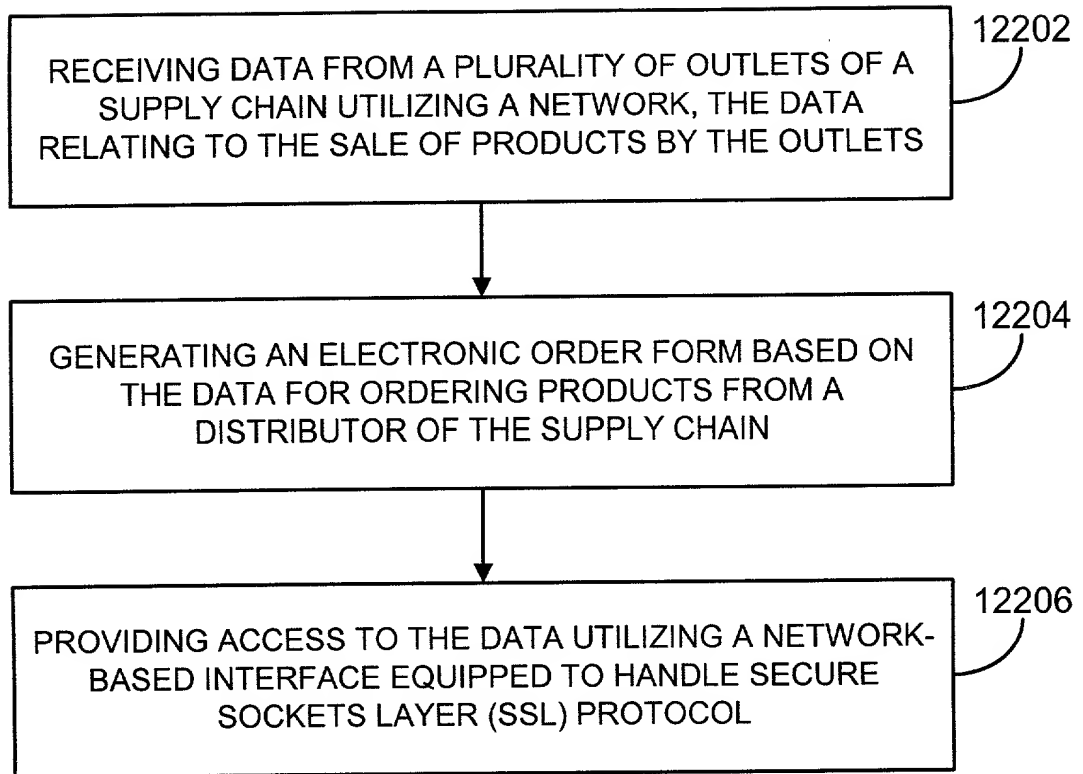 12202
RECEIVING DATA FROM A PLURALITY OF OUTLETS OF A
SUPPLY CHAIN UTILIZING A NETWORK, THE DATA
RELATING TO THE SALE OF PRODUCTS BY THE OUTLETS
12204
GENERATING AN ELECTRONIC ORDER FORM BASED ON
THE DATA FOR ORDERING PRODUCTS FROM A
DISTRIBUTOR OF THE SUPPLY CHAIN
12206
PROVIDING ACCESS TO THE DATA UTILIZING A NETWORK-
BASED INTERFACE EQUIPPED TO HANDLE SECURE
SOCKETS LAYER (SSL) PROTOCOL